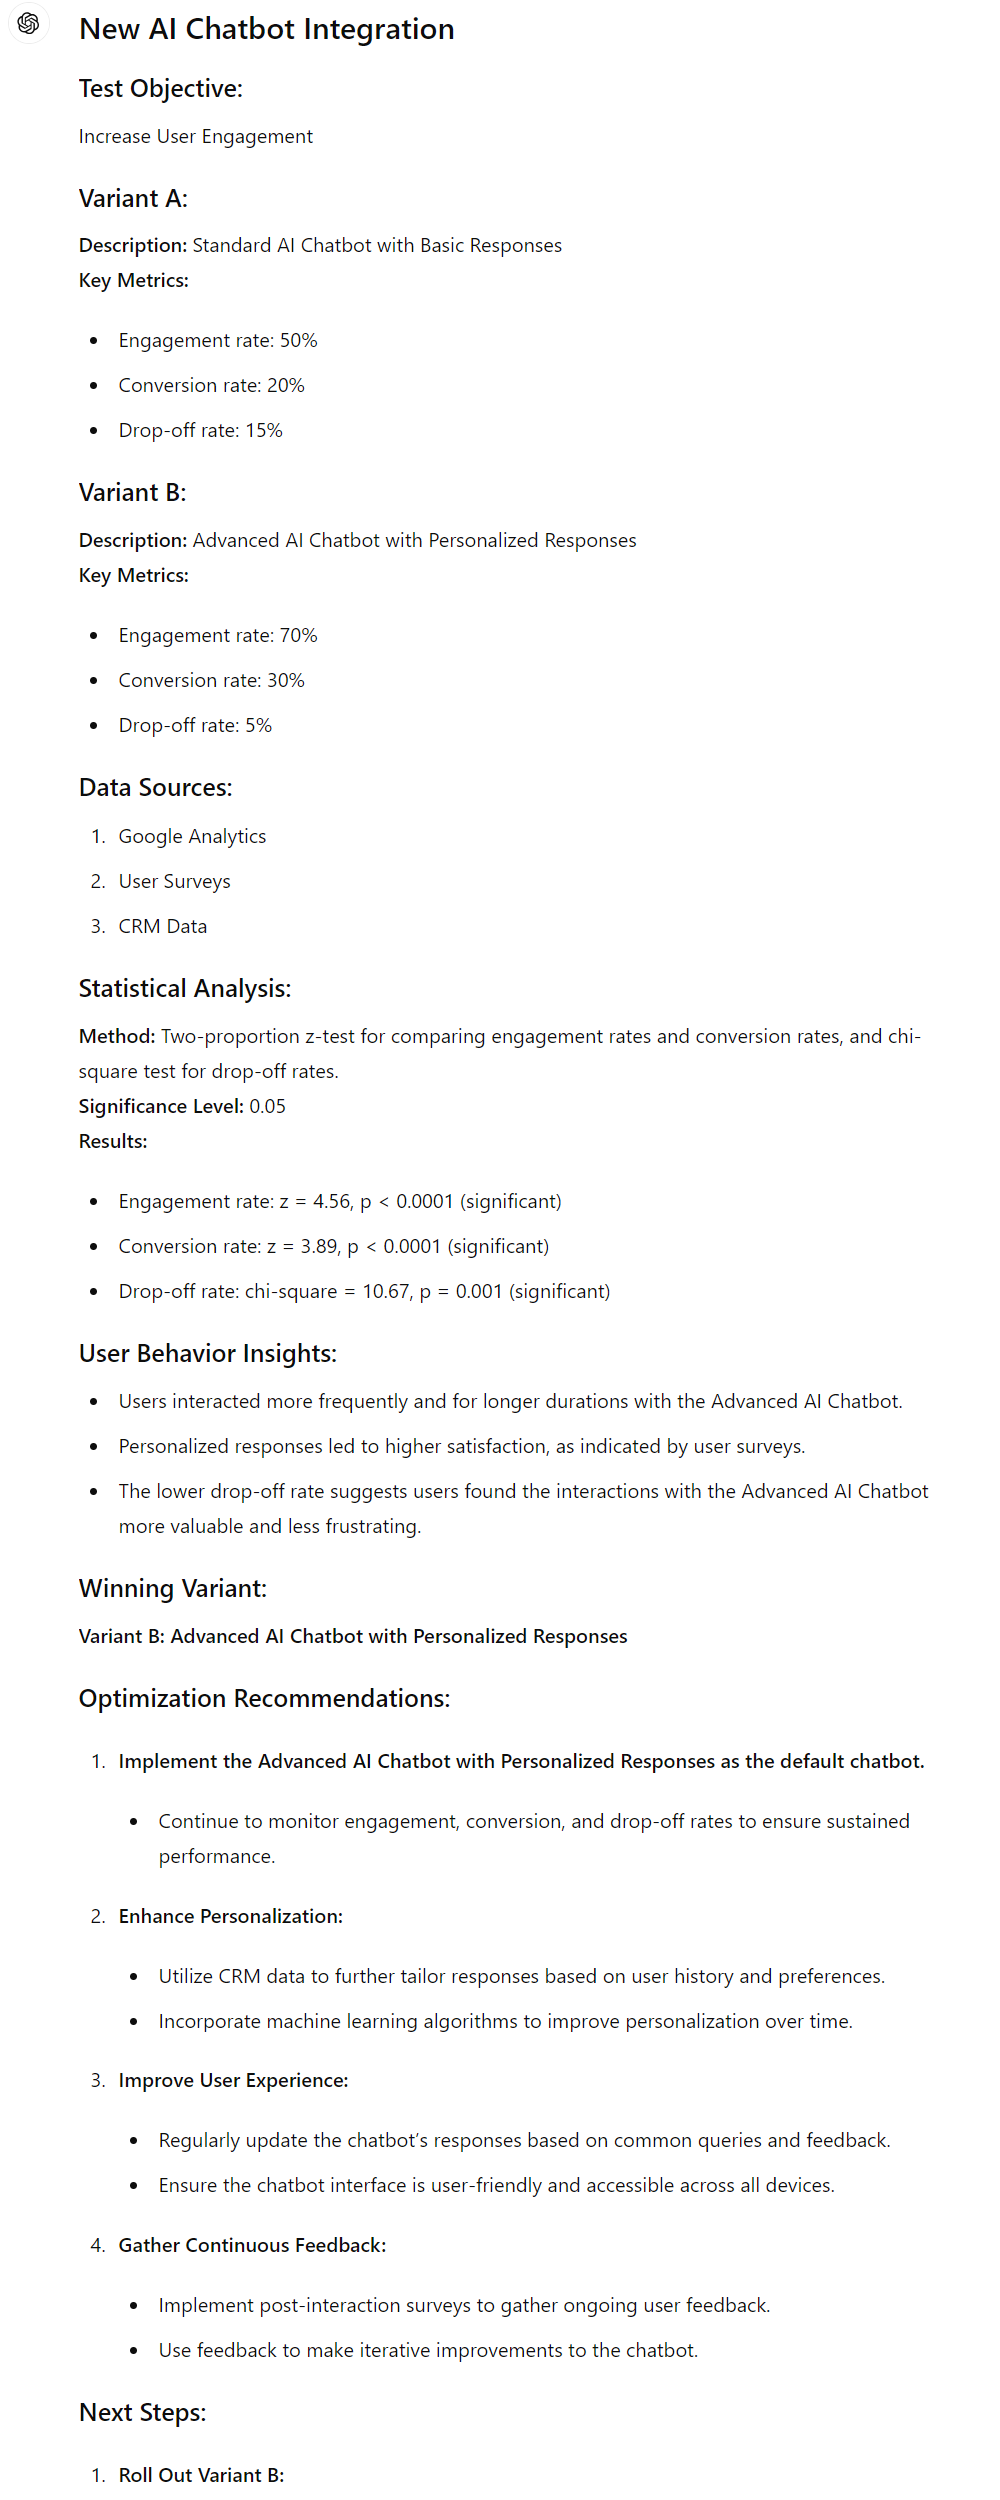 New AI Chatbot Integration
Test Objective:
Increase User Engagement
Variant A:
Description: Standard AI Chatbot with Basic Responses
Key Metrics:
• Engagement rate: 50%
• Conversion rate: 20%
• Drop-off rate: 15%
Variant B:
Description: Advanced AI Chatbot with Personalized Responses
Key Metrics:
• Engagement rate: 70%
• Conversion rate: 30%
• Drop-off rate: 5%
Data Sources:
1. Google Analytics
2. User Surveys
3. CRM Data
Statistical Analysis:
Method: Two-proportion z-test for comparing engagement rates and conversion rates, and chi-
square test for drop-off rates.
Significance Level: 0.05
Results:
• Engagement rate: z = 4.56, p < 0.0001 (significant)
• Conversion rate: z = 3.89, p < 0.0001 (significant)
• Drop-off rate: chi-square = 10.67, p = 0.001 (significant)
User Behavior Insights:
• Users interacted more frequently and for longer durations with the Advanced AI Chatbot.
• Personalized responses led to higher satisfaction, as indicated by user surveys.
• The lower drop-off rate suggests users found the interactions with the Advanced AI Chatbot
more valuable and less frustrating.
Winning Variant:
Variant B: Advanced AI Chatbot with Personalized Responses
Optimization Recommendations:
1. Implement the Advanced AI Chatbot with Personalized Responses as the default chatbot.
• Continue to monitor engagement, conversion, and drop-off rates to ensure sustained
performance.
2. Enhance Personalization:
• Utilize CRM data to further tailor responses based on user history and preferences.
• Incorporate machine learning algorithms to improve personalization over time.
3. Improve User Experience:
• Regularly update the chatbot’s responses based on common queries and feedback.
• Ensure the chatbot interface is user-friendly and accessible across all devices.
4. Gather Continuous Feedback:
• Implement post-interaction surveys to gather ongoing user feedback.
• Use feedback to make iterative improvements to the chatbot.
Next Steps:
1. Roll Out Variant B: